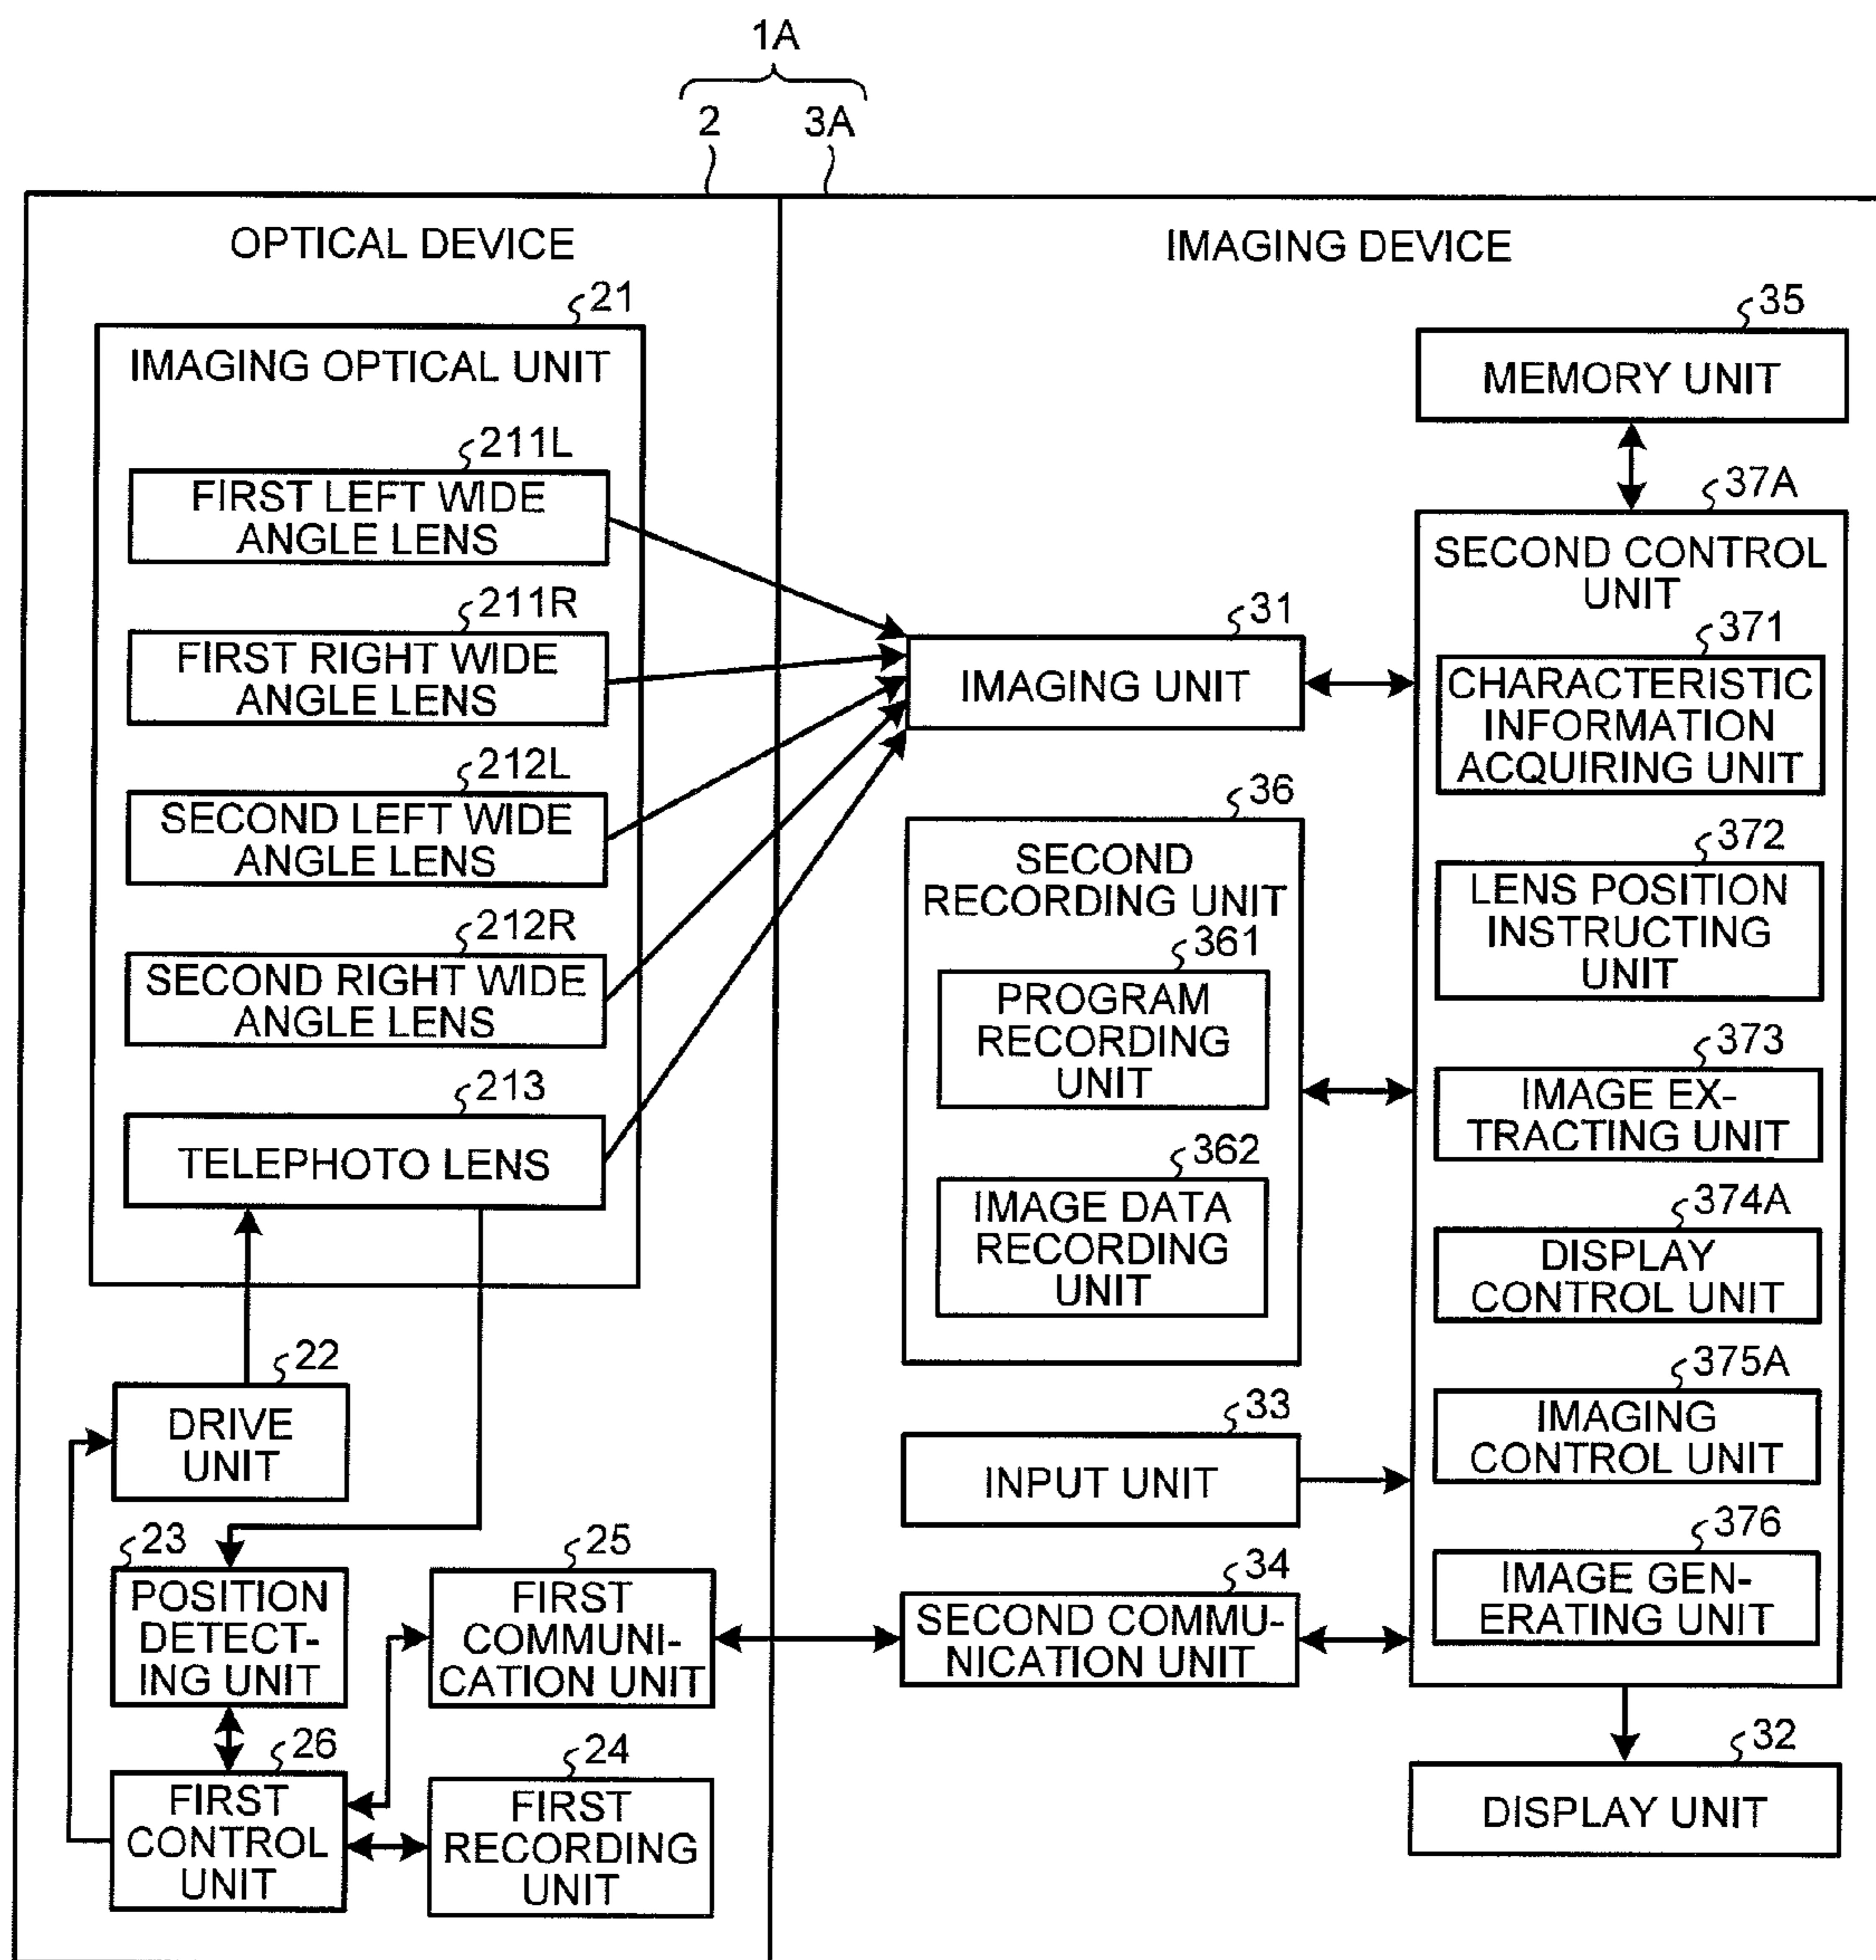 1A
2
3A
OPTICAL DEVICE
21
IMAGING OPTICAL UNIT
211L
FIRST LEFT WIDE
ANGLE LENS
211R
FIRST RIGHT WIDE
ANGLE LENS
212L
SECOND LEFT WIDE
ANGLE LENS
212R
SECOND RIGHT WIDE
ANGLE LENS
213
TELEPHOTO LENS
22
DRIVE
UNIT
23
POSITION
DETECT-
ING UNIT
25
FIRST
COMMUNI-
CATION UNIT
26
FIRST
CONTROL
UNIT
24
FIRST
RECORDING
UNIT
IMAGING DEVICE
31
IMAGING UNIT
36
SECOND
RECORDING UNIT
361
PROGRAM
RECORDING
UNIT
362
IMAGE DATA
RECORDING
UNIT
33
INPUT UNIT
34
SECOND COMMU-
NICATION UNIT
35
MEMORY UNIT
37A
SECOND CONTROL
UNIT
371
CHARACTERISTIC
INFORMATION
ACQUIRING UNIT
372
LENS POSITION
INSTRUCTING
UNIT
373
IMAGE EX-
TRACTING UNIT
374A
DISPLAY
CONTROL UNIT
375A
IMAGING
CONTROL UNIT
376
IMAGE GEN-
ERATING UNIT
32
DISPLAY UNIT